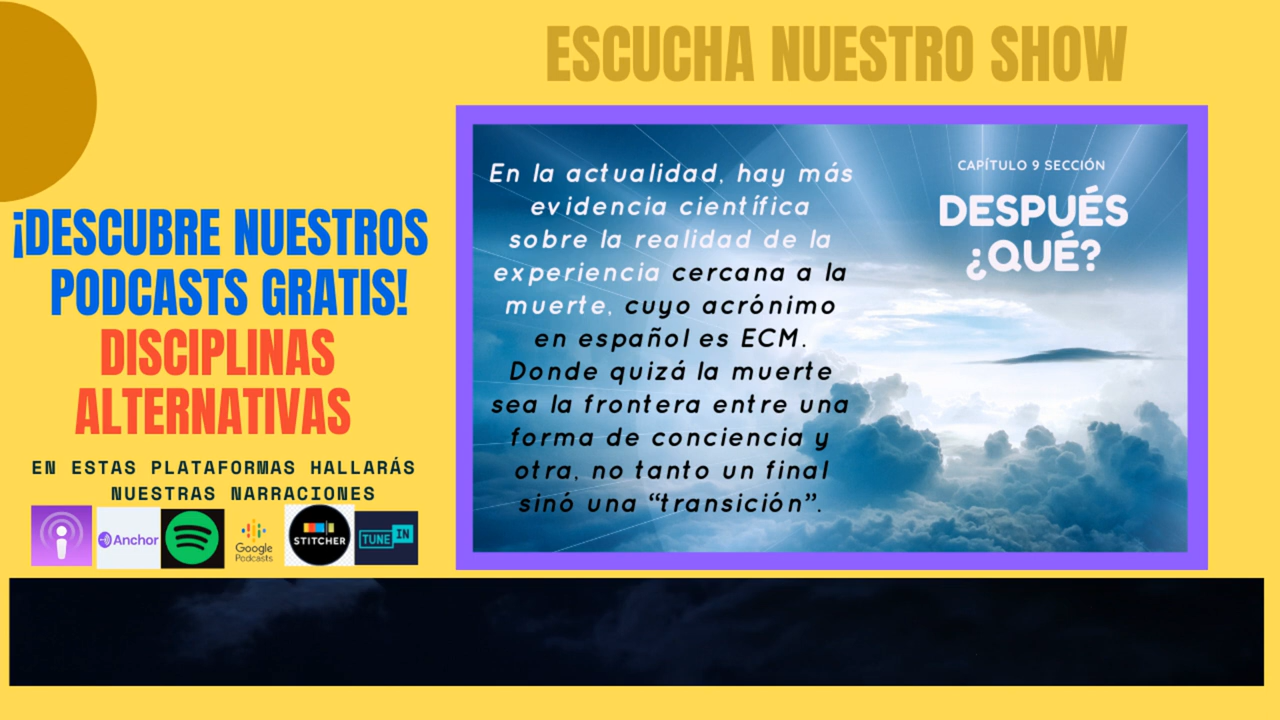 ESCUCHA NUESTRO SHOW
¡DESCUBRE NUESTROS
PODCASTS GRATIS!
DISCIPLINAS
ALTERNATIVAS
EN ESTAS PLATAFORMAS HALLARÁS
NUESTRAS NARRACIONES
Anchor
Google
Podcasts
STITCHER
TUNE IN
En la actualidad, hay más
evidencia científica
sobre la realidad de la
experiencia cercana a la
muerte, cuyo acrónimo
en español es ECM.
Donde quizá la muerte
sea la frontera entre una
forma de conciencia y
otra, no tanto un final
sinó una “transición”.
CAPÍTULO 9 SECCIÓN
DESPUÉS
¿QUÉ?